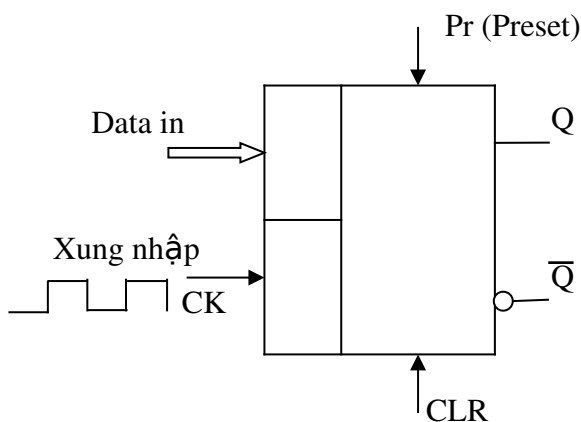 Pr (Preset)
Data in
Q
Xung nhập
Q̅
CK
CLR